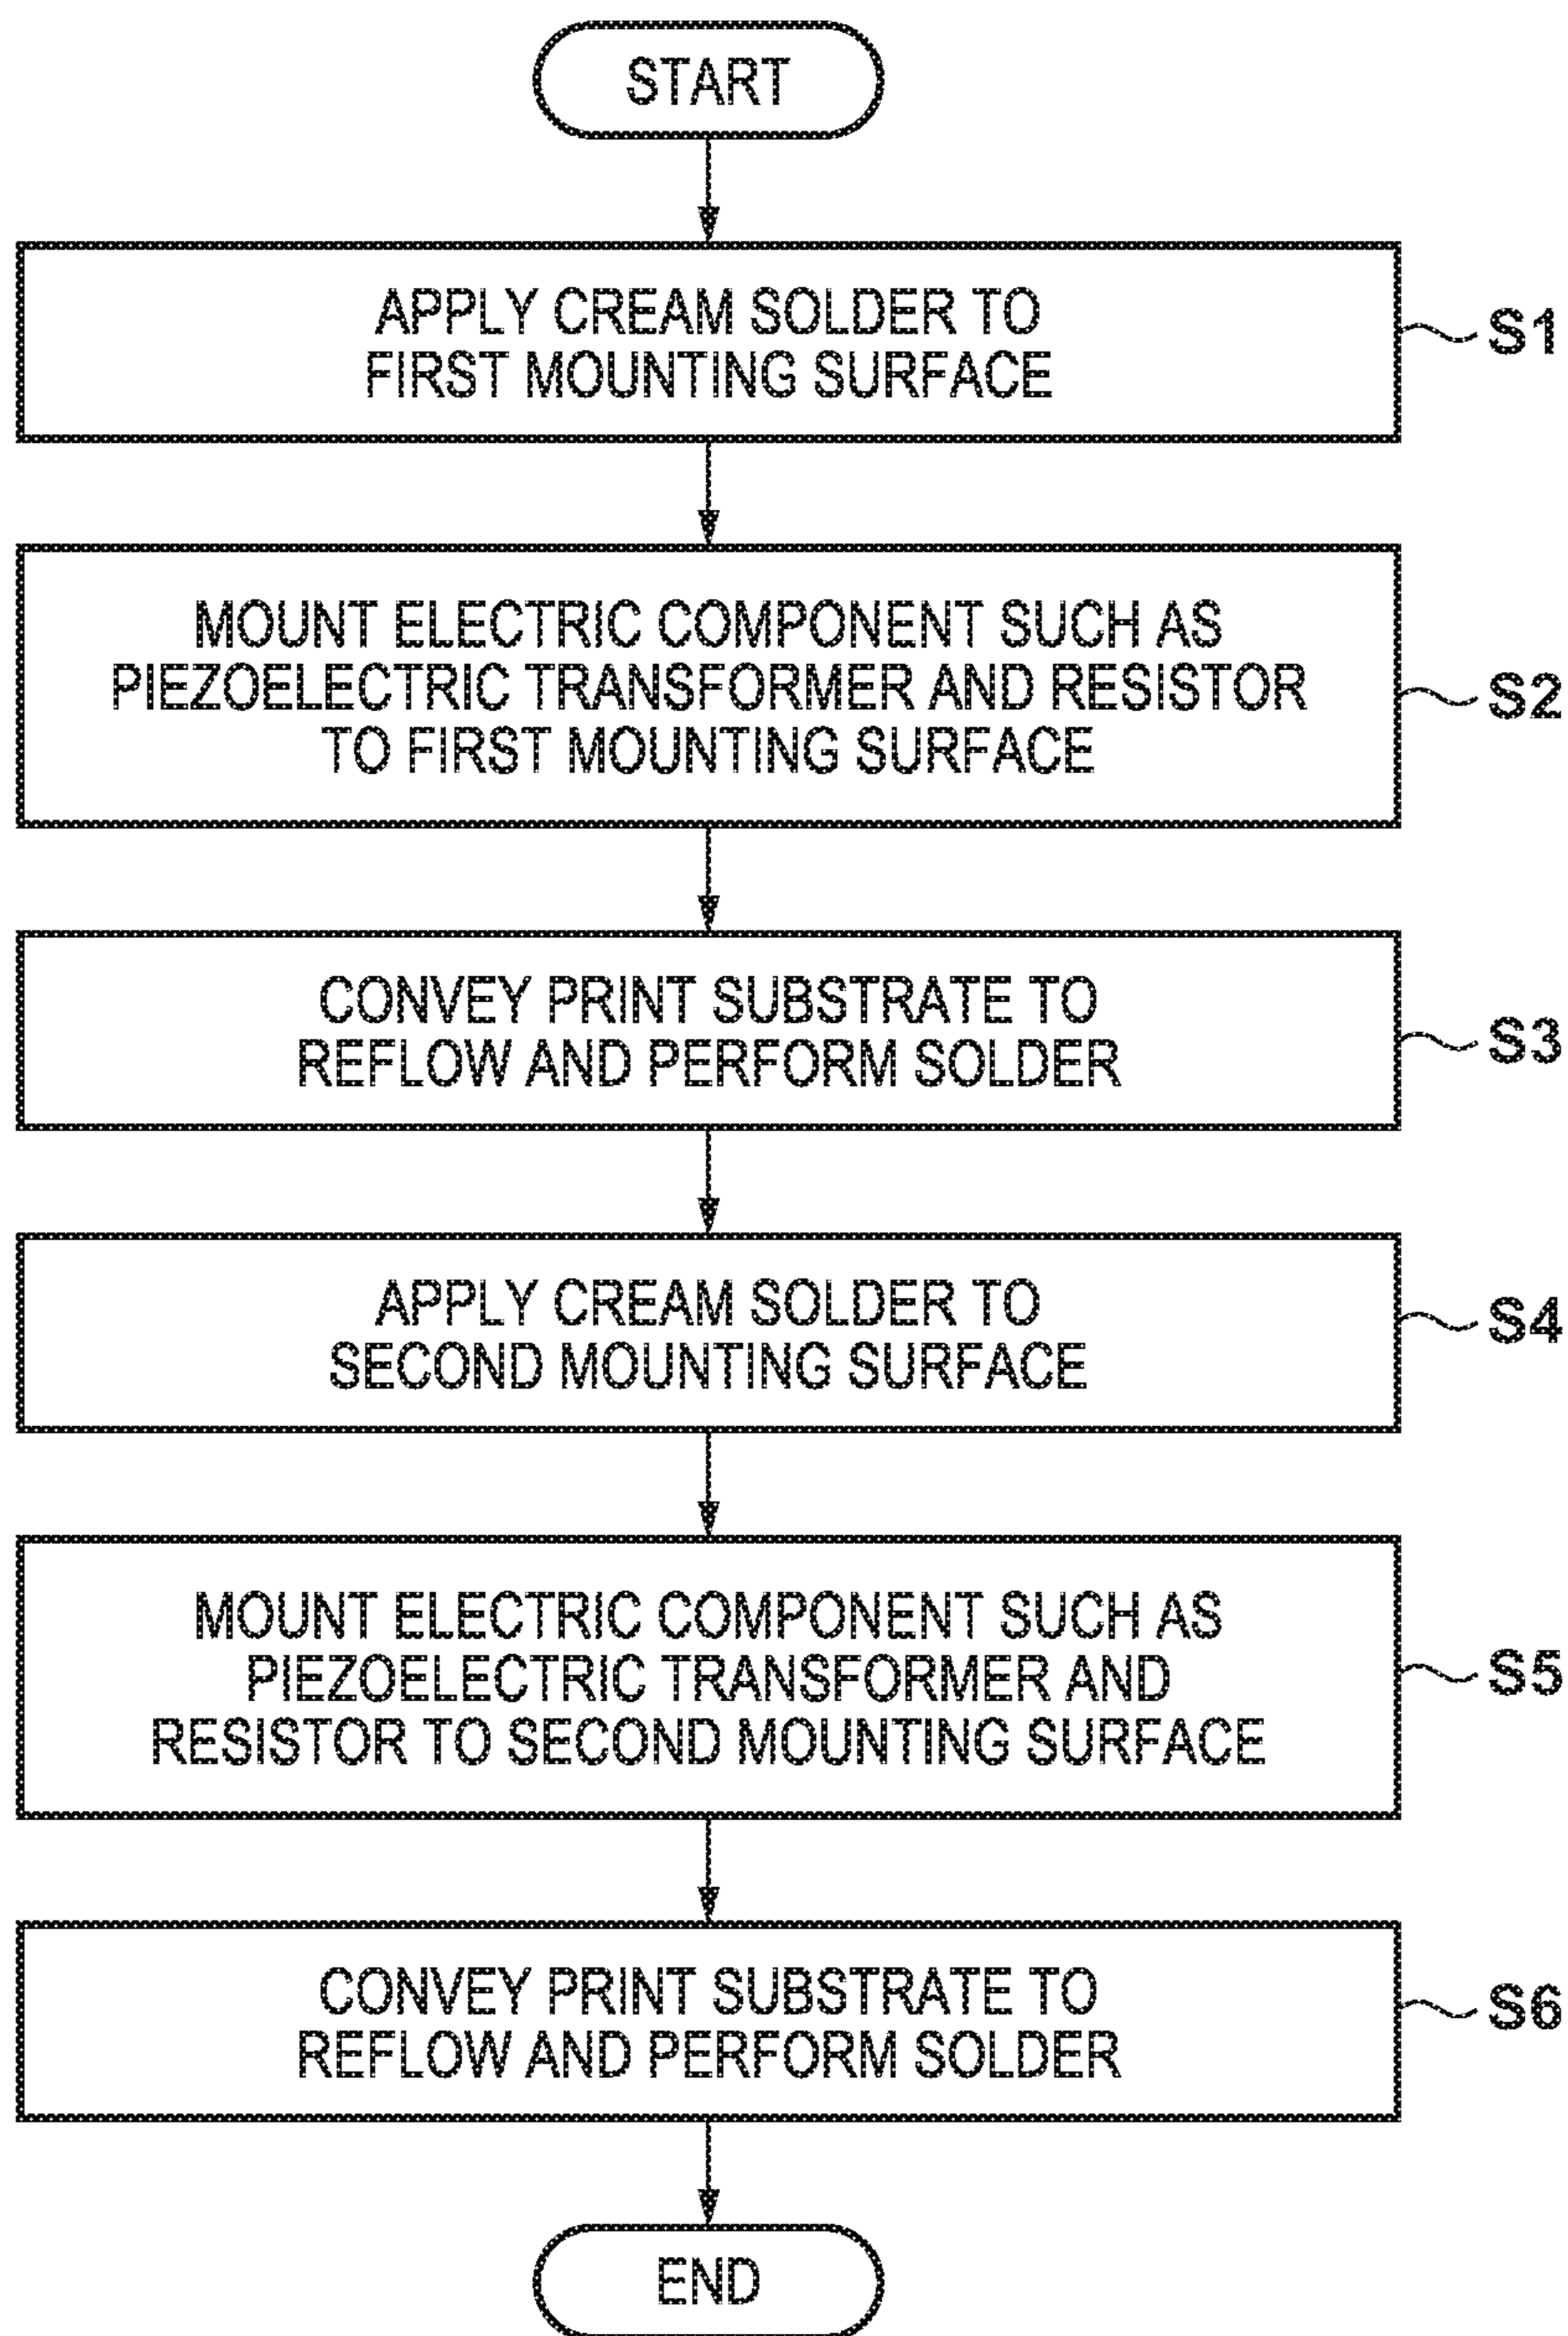 START
APPLY CREAM SOLDER TO
FIRST MOUNTING SURFACE
S1
MOUNT ELECTRIC COMPONENT SUCH AS
PIEZOELECTRIC TRANSFORMER AND RESISTOR
TO FIRST MOUNTING SURFACE
S2
CONVEY PRINT SUBSTRATE TO
REFLOW AND PERFORM SOLDER
S3
APPLY CREAM SOLDER TO
SECOND MOUNTING SURFACE
S4
MOUNT ELECTRIC COMPONENT SUCH AS
PIEZOELECTRIC TRANSFORMER AND
RESISTOR TO SECOND MOUNTING SURFACE
S5
CONVEY PRINT SUBSTRATE TO
REFLOW AND PERFORM SOLDER
S6
END